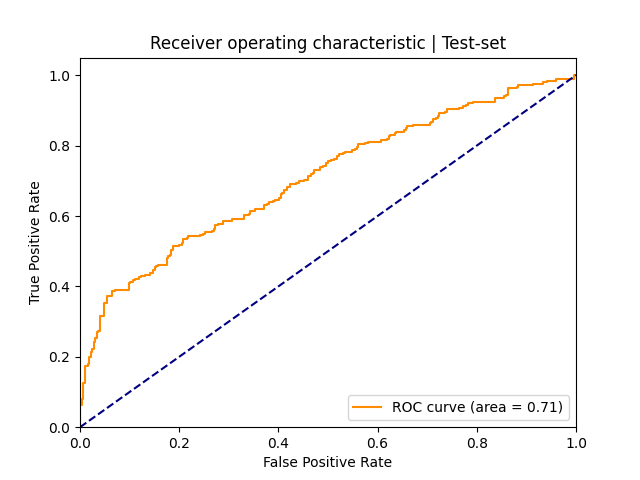 Receiver operating characteristic | Test-set
True Positive Rate
1.0
0.8
0.6
0.4
0.2
0.0
ROC curve (area = 0.71)
0.0 0.2 0.4 0.6 0.8 1.0
False Positive Rate